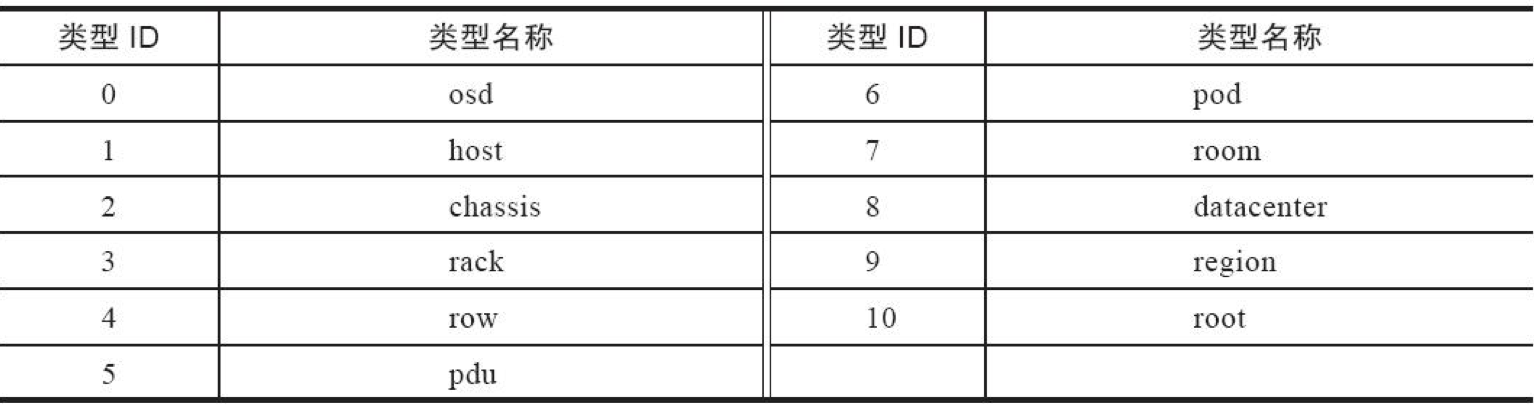 类型 ID 类型名称 类型 ID 类型名称
0 osd 6 pod
1 host 7 room
2 chassis 8 datacenter
3 rack 9 region
4 row 10 root
5 pdu